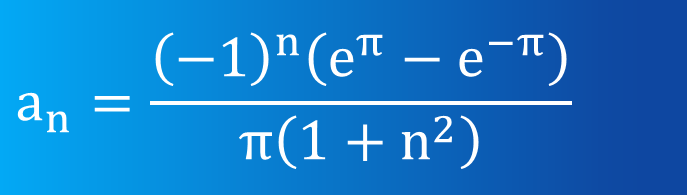 aₙ = (−1)ⁿ(e^π − e^−π) / π(1 + n²)